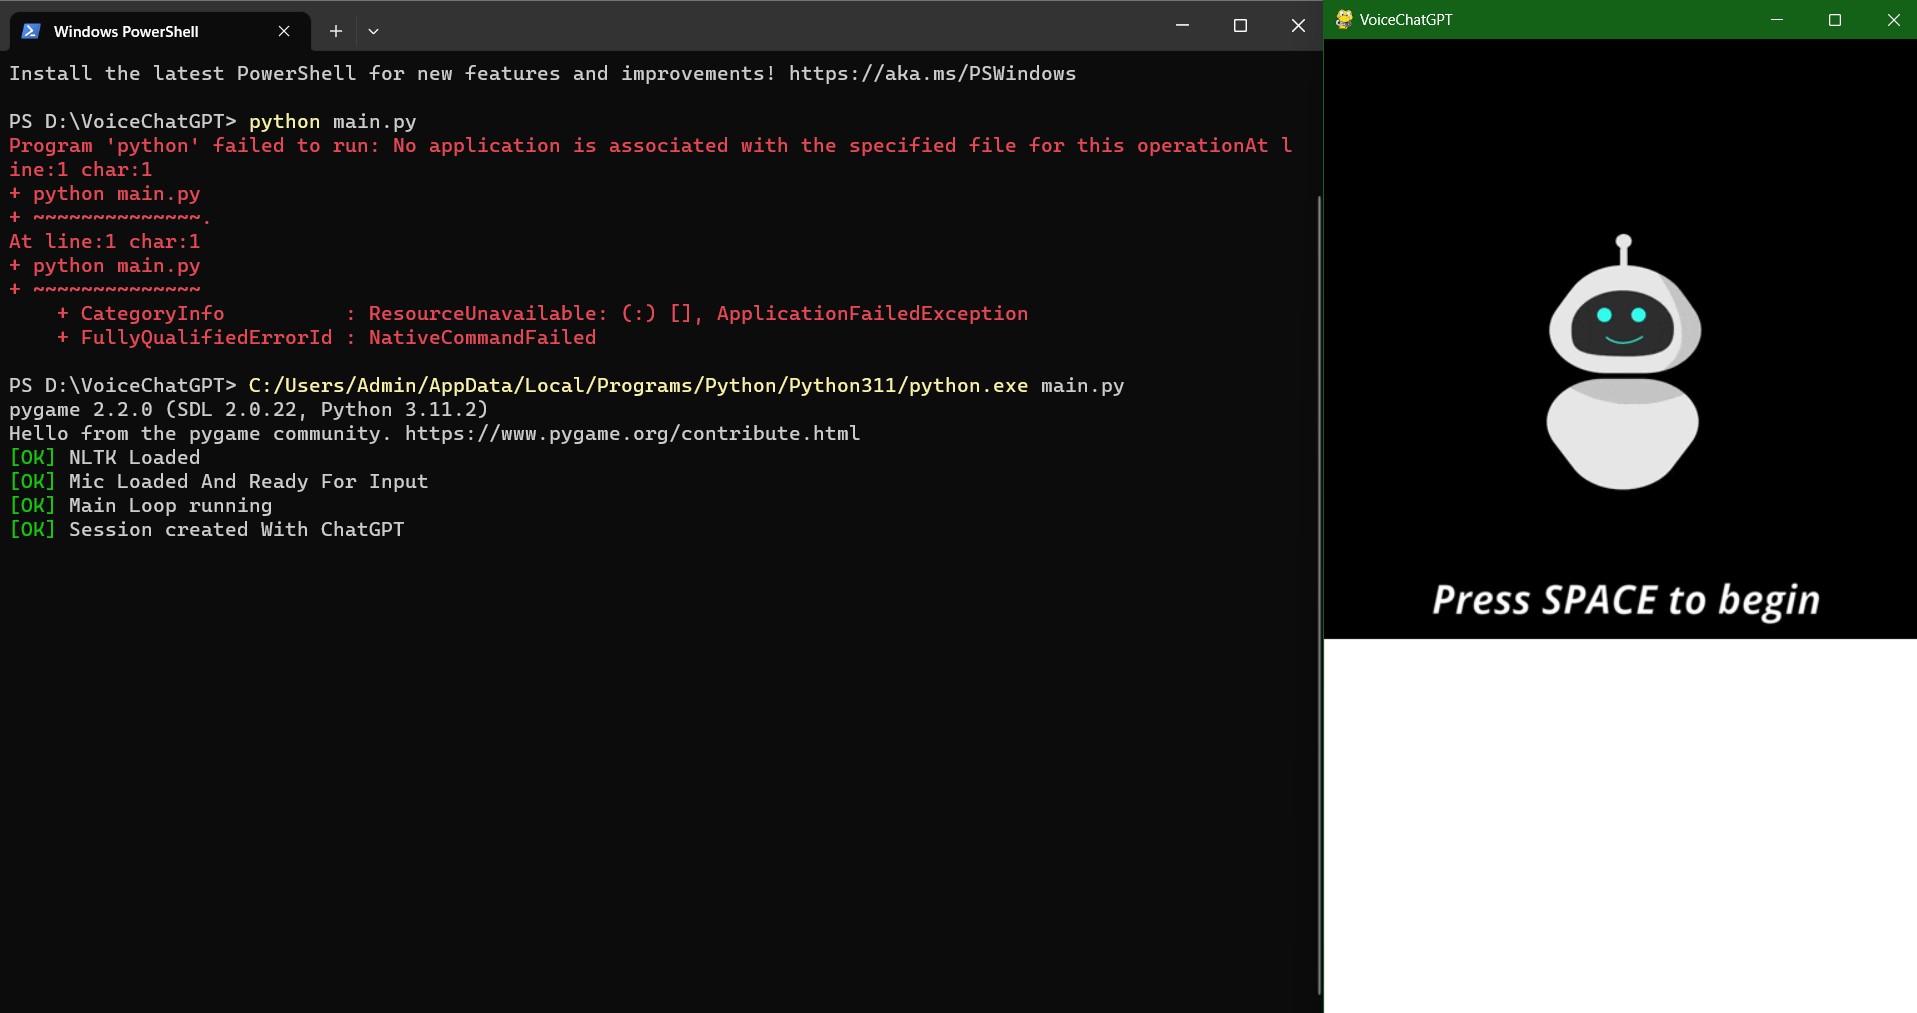 Windows PowerShell
Install the latest PowerShell for new features and improvements! https://aka.ms/PSWindows
PS D:\VoiceChatGPT> python main.py
Program 'python' failed to run: No application is associated with the specified file for this operationAt l
ine:1 char:1
+ python main.py
+ ~~~~~~~~~~~~~~.
At line:1 char:1
+ python main.py
+ ~~~~~~~~~~~~~~
    + CategoryInfo          : ResourceUnavailable: (:) [], ApplicationFailedException
    + FullyQualifiedErrorId : NativeCommandFailed
PS D:\VoiceChatGPT> C:/Users/Admin/AppData/Local/Programs/Python/Python311/python.exe main.py
pygame 2.2.0 (SDL 2.0.22, Python 3.11.2)
Hello from the pygame community. https://www.pygame.org/contribute.html
[OK] NLTK Loaded
[OK] Mic Loaded And Ready For Input
[OK] Main Loop running
[OK] Session created With ChatGPT
VoiceChatGPT
Press SPACE to begin